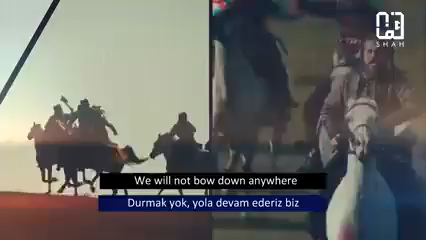 SHAH
We will not bow down anywhere
Durmak yok, yola devam ederiz biz